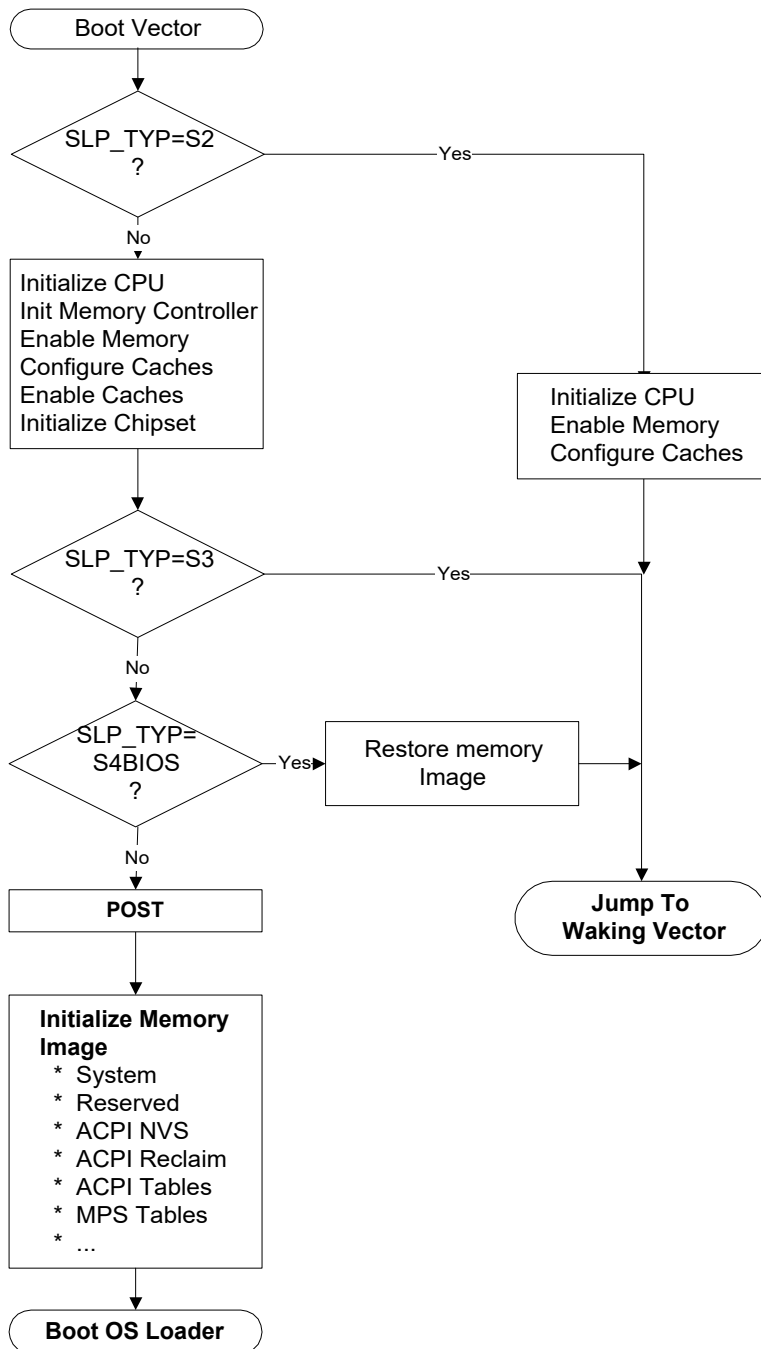 Boot Vector
SLP_TYP=S2
?
Yes
No
Initialize CPU
Init Memory Controller
Enable Memory
Configure Caches
Enable Caches
Initialize Chipset
Initialize CPU
Enable Memory
Configure Caches
SLP_TYP=S3
?
Yes
No
SLP_TYP=
S4BIOS
?
Yes
Restore memory
Image
No
POST
Jump To
Waking Vector
Initialize Memory
Image
* System
* Reserved
* ACPI NVS
* ACPI Reclaim
* ACPI Tables
* MPS Tables
* ...
Boot OS Loader